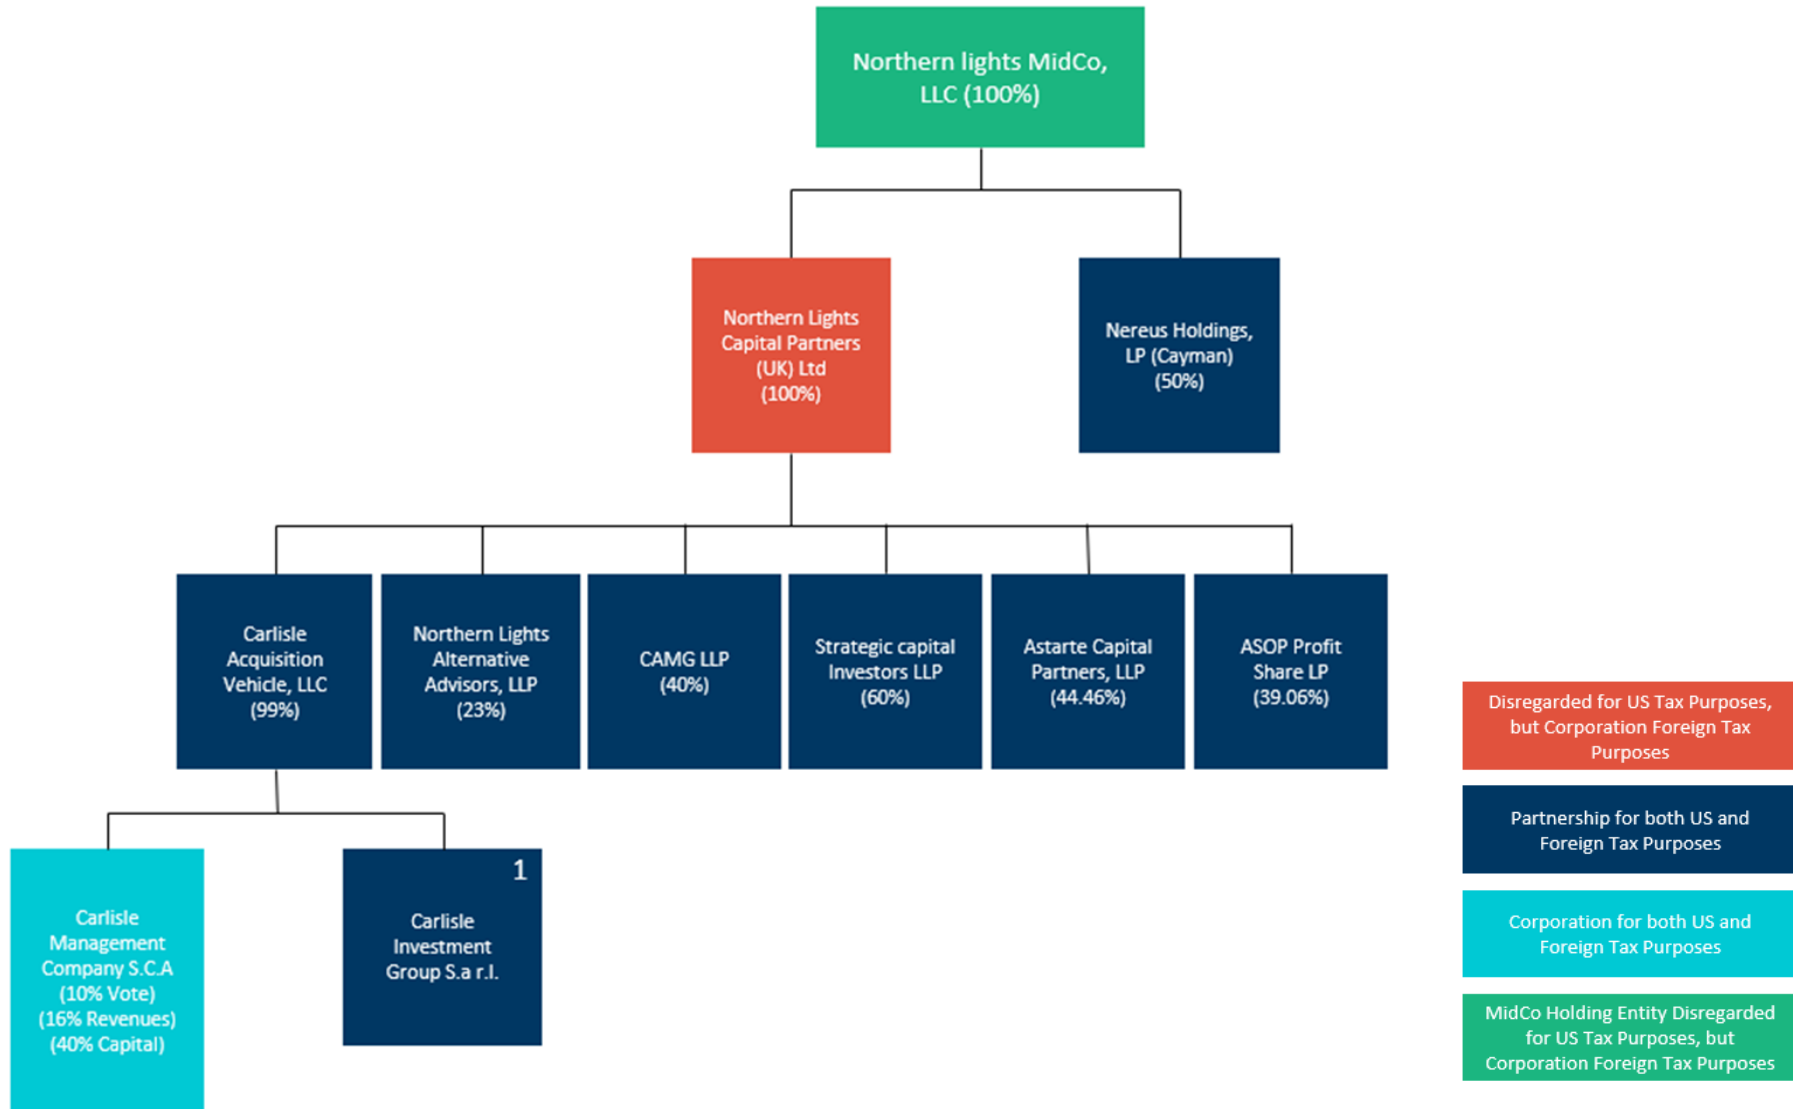 Northern lights MidCo,
LLC (100%)
Northern Lights
Capital Partners
(UK) Ltd
(100%)
Nereus Holdings,
LP (Cayman)
(50%)
Carlisle
Acquisition
Vehicle, LLC
(99%)
Northern Lights
Alternative
Advisors, LLP
(23%)
CAMG LLP
(40%)
Strategic capital
Investors LLP
(60%)
Astarte Capital
Partners, LLP
(44.46%)
ASOP Profit
Share LP
(39.06%)
Carlisle
Management
Company S.C.A
(10% Vote)
(16% Revenues)
(40% Capital)
1
Carlisle
Investment
Group S.a r.l.
Disregarded for US Tax Purposes,
but Corporation Foreign Tax
Purposes
Partnership for both US and
Foreign Tax Purposes
Corporation for both US and
Foreign Tax Purposes
MidCo Holding Entity Disregarded
for US Tax Purposes, but
Corporation Foreign Tax Purposes